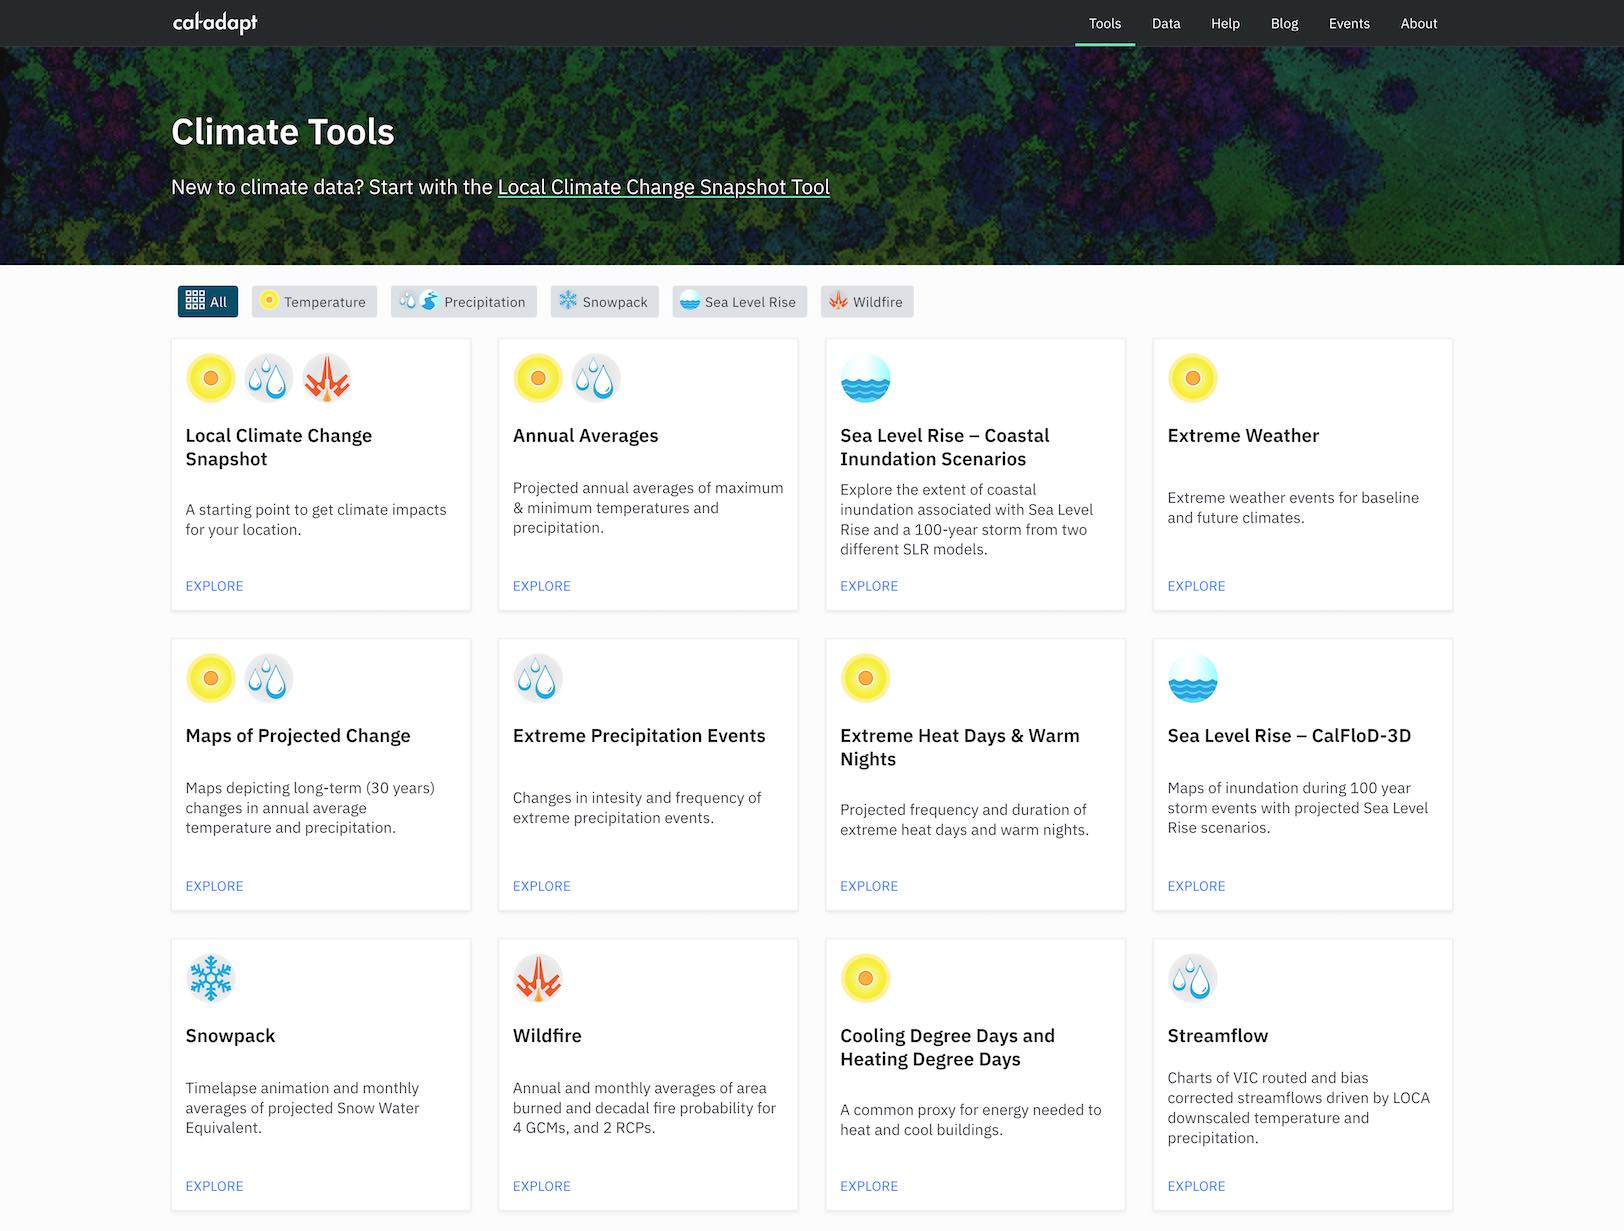 cal-adapt
Tools Data Help Blog Events About
Climate Tools
New to climate data? Start with the Local Climate Change Snapshot Tool
All Temperature Precipitation Snowpack Sea Level Rise Wildfire
Local Climate Change
Snapshot
A starting point to get climate impacts
for your location.
EXPLORE
Annual Averages
Projected annual averages of maximum
& minimum temperatures and
precipitation.
EXPLORE
Sea Level Rise – Coastal
Inundation Scenarios
Explore the extent of coastal
inundation associated with Sea Level
Rise and a 100-year storm from two
different SLR models.
EXPLORE
Extreme Weather
Extreme weather events for baseline
and future climates.
EXPLORE
Maps of Projected Change
Maps depicting long-term (30 years)
changes in annual average
temperature and precipitation.
EXPLORE
Extreme Precipitation Events
Changes in intesity and frequency of
extreme precipitation events.
EXPLORE
Extreme Heat Days & Warm
Nights
Projected frequency and duration of
extreme heat days and warm nights.
EXPLORE
Sea Level Rise – CalFloD-3D
Maps of inundation during 100 year
storm events with projected Sea Level
Rise scenarios.
EXPLORE
Snowpack
Timelapse animation and monthly
averages of projected Snow Water
Equivalent.
EXPLORE
Wildfire
Annual and monthly averages of area
burned and decadal fire probability for
4 GCMs, and 2 RCPs.
EXPLORE
Cooling Degree Days and
Heating Degree Days
A common proxy for energy needed to
heat and cool buildings.
EXPLORE
Streamflow
Charts of VIC routed and bias
corrected streamflows driven by LOCA
downscaled temperature and
precipitation.
EXPLORE